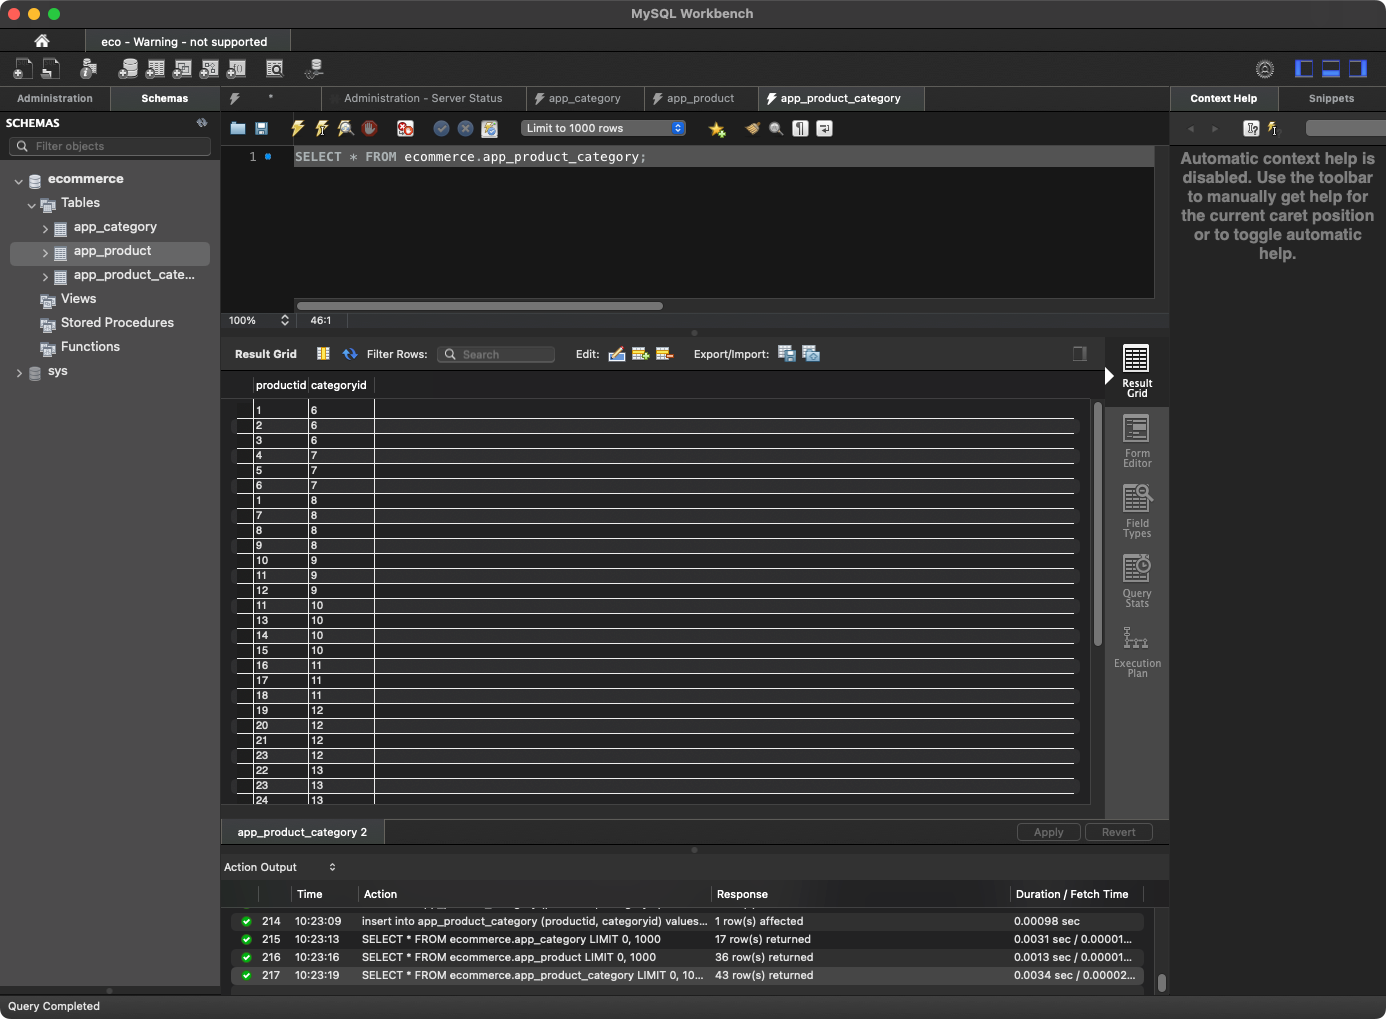 MySQL Workbench
eco - Warning - not supported
Administration
Schemas
*
Administration - Server Status
app_category
app_product
app_product_category
Context Help
Snippets
SCHEMAS
Filter objects
ecommerce
Tables
app_category
app_product
app_product_cate...
Views
Stored Procedures
Functions
sys
Limit to 1000 rows
1
SELECT * FROM ecommerce.app_product_category;
Automatic context help is
disabled. Use the toolbar
to manually get help for
the current caret position
or to toggle automatic
help.
100%
46:1
Result Grid
Filter Rows:
Search
Edit:
Export/Import:
productid categoryid
1 6
2 6
3 6
4 7
5 7
6 7
1 8
7 8
8 8
9 8
10 9
11 9
12 9
11 10
13 10
14 10
15 10
16 11
17 11
18 11
19 12
20 12
21 12
23 12
22 13
23 13
24 13
Result
Grid
Form
Editor
Field
Types
Query
Stats
Execution
Plan
app_product_category 2
Apply
Revert
Action Output
Time Action Response Duration / Fetch Time
214 10:23:09 insert into app_product_category (productid, categoryid) values... 1 row(s) affected 0.00098 sec
215 10:23:13 SELECT * FROM ecommerce.app_category LIMIT 0, 1000 17 row(s) returned 0.0031 sec / 0.00001...
216 10:23:16 SELECT * FROM ecommerce.app_product LIMIT 0, 1000 36 row(s) returned 0.0013 sec / 0.00001...
217 10:23:19 SELECT * FROM ecommerce.app_product_category LIMIT 0, 10... 43 row(s) returned 0.0034 sec / 0.00002...
Query Completed